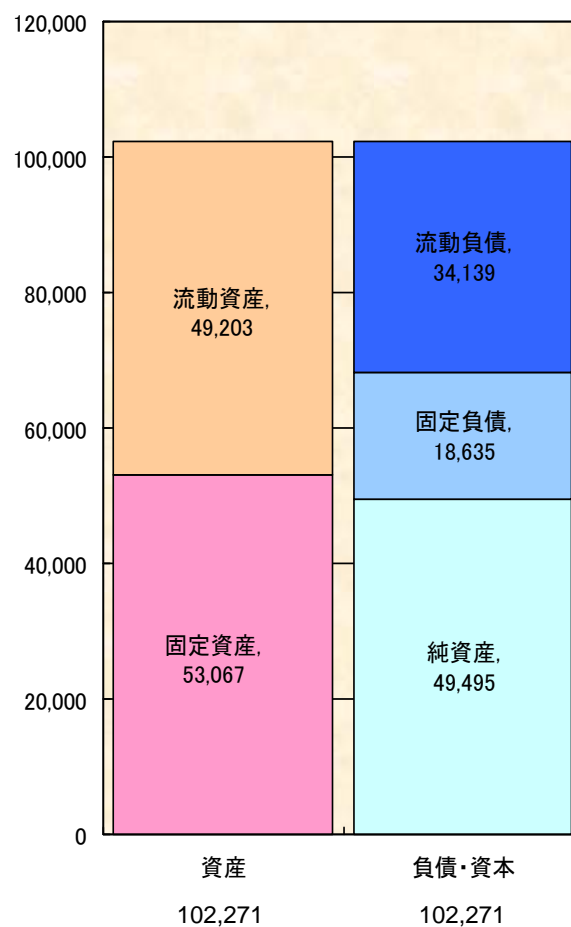 120,000
100,000
80,000
60,000
40,000
20,000
0
流動資産,
49,203
固定資産,
53,067
流動負債,
34,139
固定負債,
18,635
純資産,
49,495
資産
負債・資本
102,271
102,271